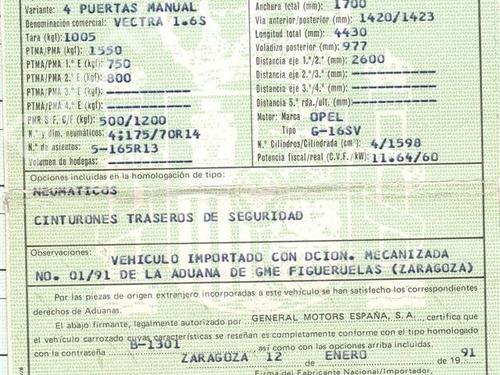 Variante: 4 PUERTAS MANUAL
Denominación comercial: VECTRA 1.6S
Tara (kgf): 1005
PTMA/PMA (kgf): 1550
PTMA/PMA 1.º E (kgf): 750
PTMA/PMA 2.º E (kgf): 800
PTMA/PMA 3.º E (kgf): -----------
PTMA/PMA 4.º E (kgf): -----------
PMR S.F, C/F (kgf): 500/1200
N.º y dim. neumáticos: 4;175/70R14
N.º de asientos: 5-165R13
Volumen de bodegas: -----------
Anchura total (mm): 1700
Vía anterior/posterior (mm): 1420/1423
Longitud total (mm): 4430
Voladizo posterior (mm): 977
Distancia eje 1.º/2.º (mm): 2600
Distancia eje 2.º/3.º (mm): -----------
Distancia eje 3.º/4.º (mm): -----------
Distancia 5.ª rda./ult. (mm): -----------
Motor: Marca OPEL
Tipo G-16SV
N.º Cilindros/Cilindrada (cm³): 4/1598
Potencia fiscal/real (C.V.F./kW): 11.64/60
Opciones incluidas en la homologación de tipo:
NEUMATICOS
CINTURONES TRASEROS DE SEGURIDAD
Observaciones: VEHICULO IMPORTADO CON DCION. MECANIZADA
NO. 01/91 DE LA ADUANA DE GME FIGUERUELAS (ZARAGOZA)
Por las piezas de origen extranjero incorporadas a este vehículo se han satisfecho los correspondientes
derechos de Aduanas.
El abajo firmante, legalmente autorizado por GENERAL MOTORS ESPAÑA, S. A., certifica que
el vehículo carrozado cuyas características se reseñan es completamente conforme con el tipo homologado
con la contraseña B-1301, así como con las opciones arriba incluidas.
ZARAGOZA 12 de ENERO de 19 91
Firma del Fabricante Nacional/Importador,